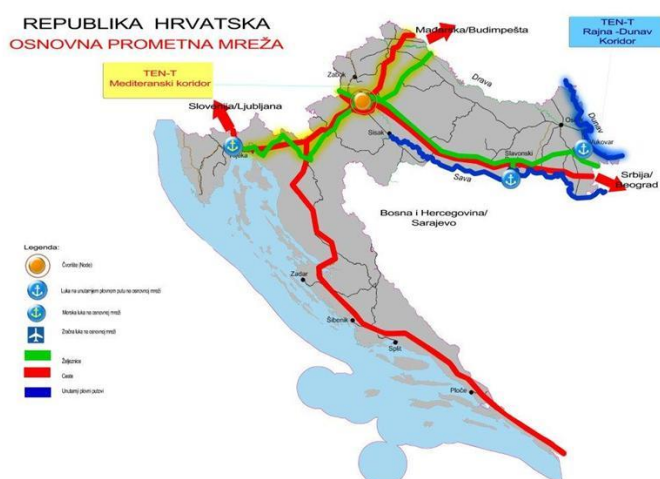 REPUBLIKA HRVATSKA
OSNOVNA PROMETNA MREŽA
Mađarska/Budimpešta
TEN-T
Rajna -Dunav
Koridor
TEN-T
Mediteranski koridor
Zabok
Slovenija/Ljubljana
Drava
Dunav
Sisak
Slavonski
Vukovar
Sava
Srbija/
Beograd
Bosna i Hercegovina/
Sarajevo
Legenda:
Čvorište (Node)
Luka na unutarnjem plovnom putu na osnovnoj mreži
Morska luka na osnovnoj mreži
Zračna luka na osnovnoj mreži
Željeznice
Ceste
Unutarnji plovni putovi
Zadar
Šibenik
Split
Ploče